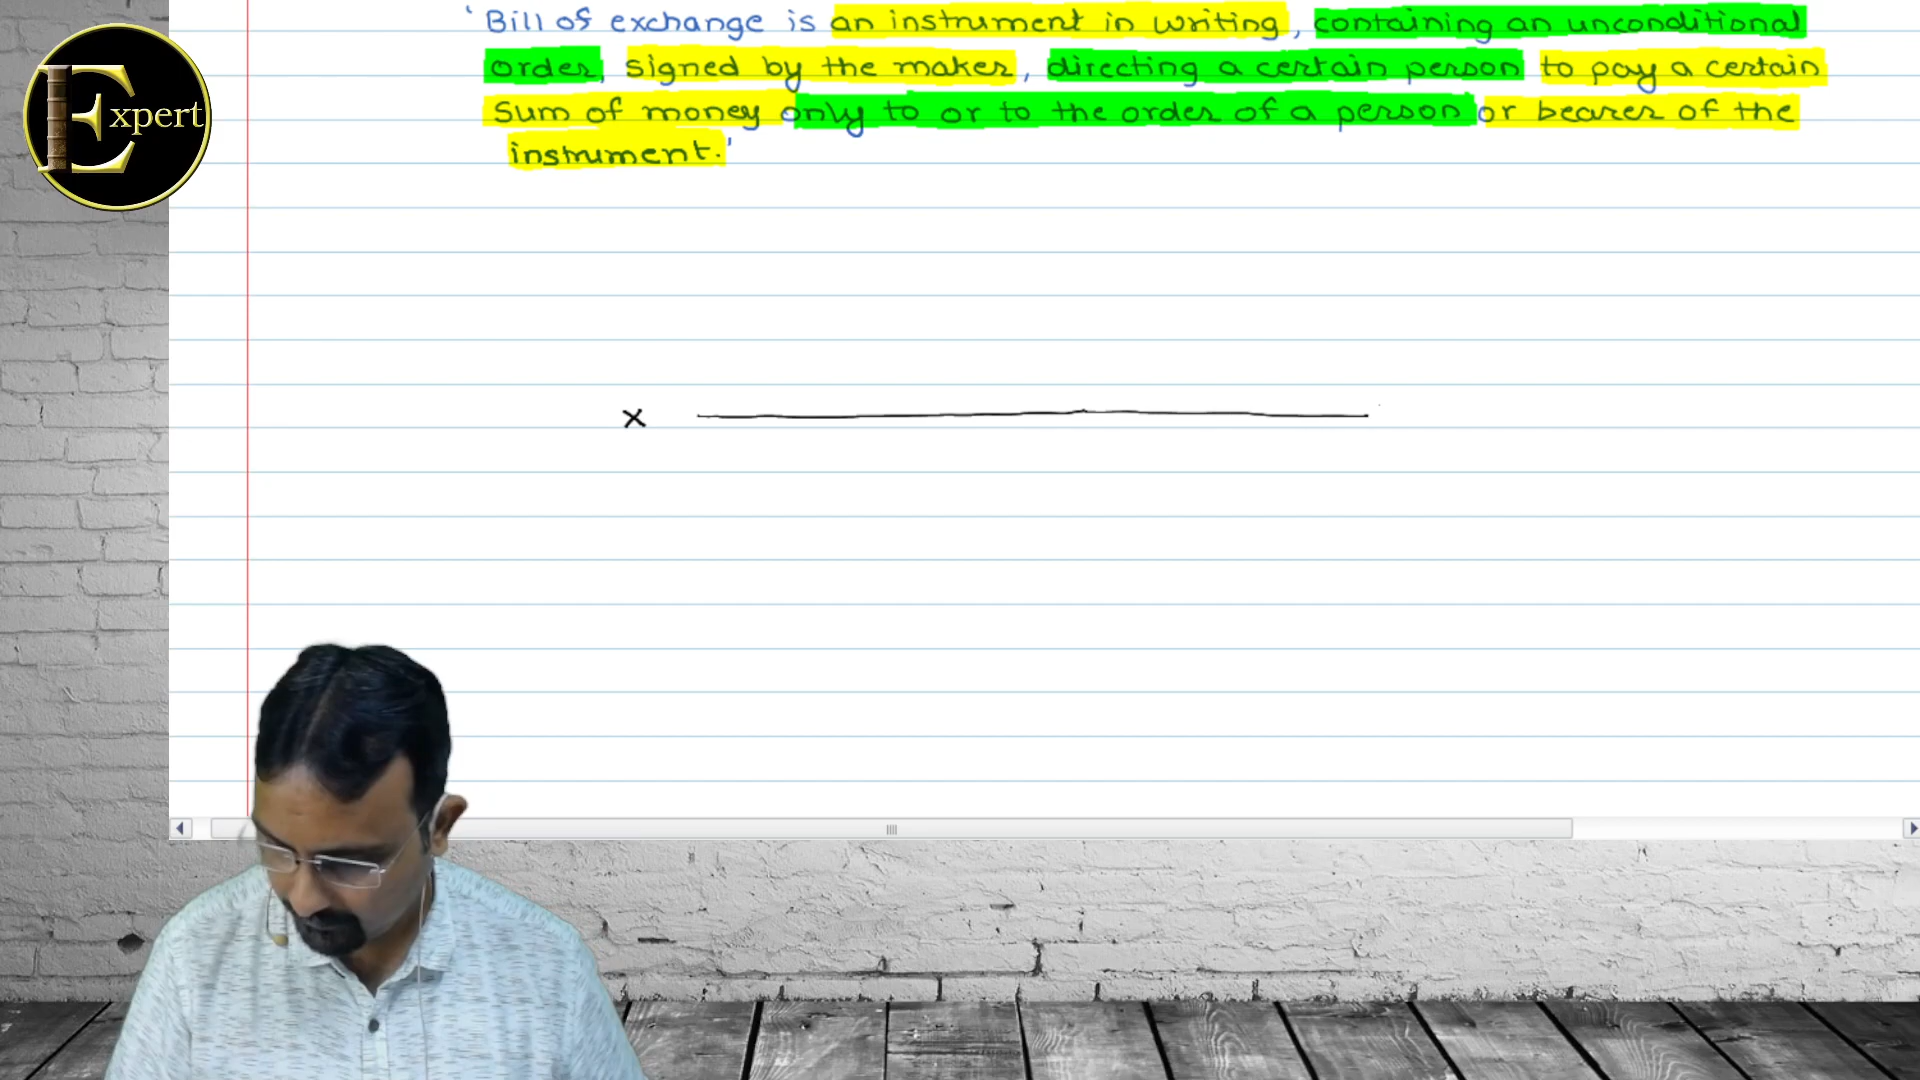 Expert
'Bill of exchange is an instrument in writing, containing an unconditional
order, signed by the maker, directing a certain person to pay a certain
Sum of money only to or to the order of a person or bearer of the
instrument.'
x